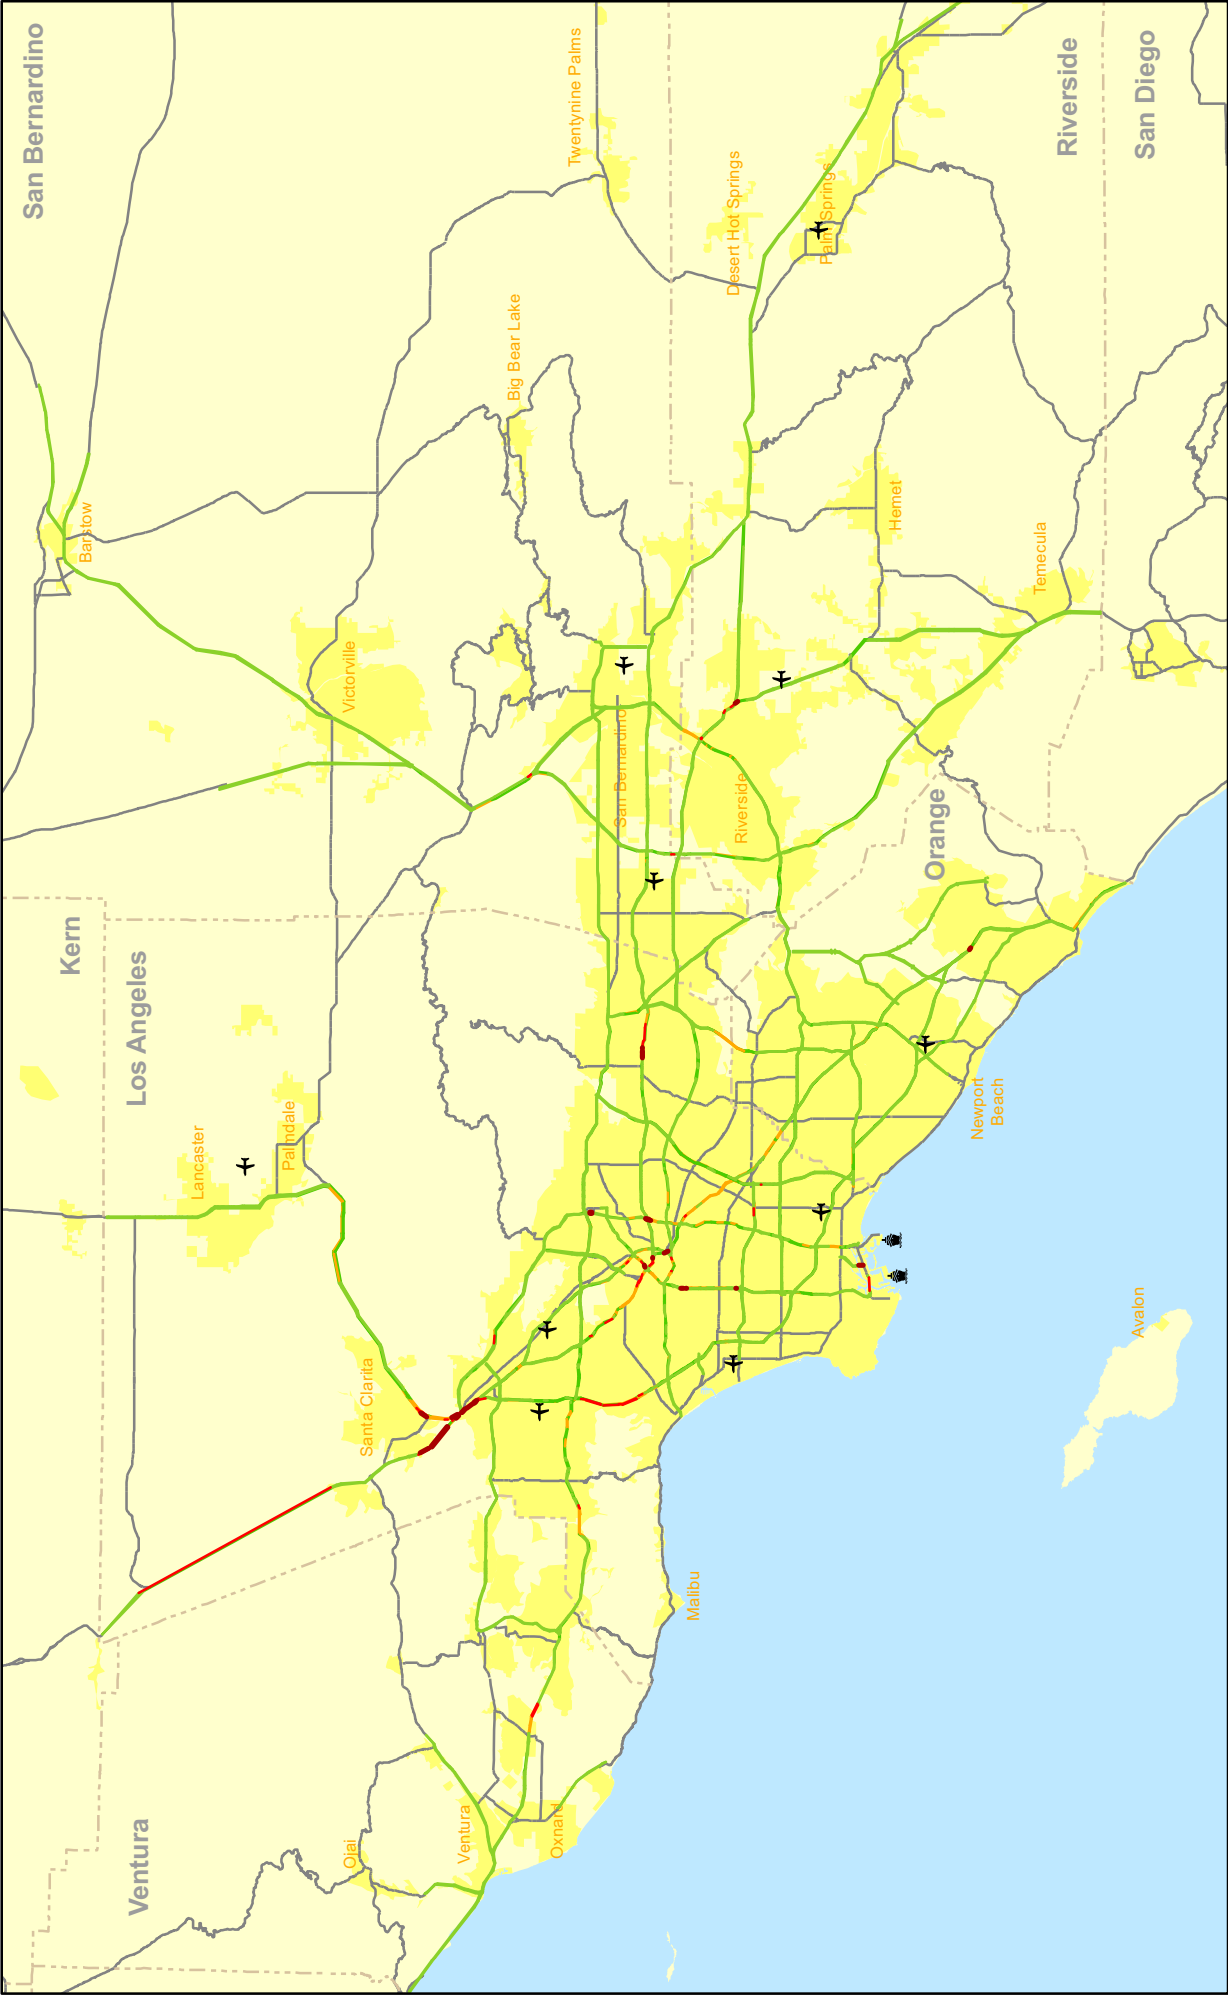 San Bernardino
Kern
Los Angeles
Ventura
Riverside
San Diego
Orange
Barstow
Twentynine Palms
Big Bear Lake
Victorville
Desert Hot Springs
Palm Springs
Lancaster
Palmdale
San Bernardino
Riverside
Hemet
Temecula
Santa Clarita
Ojai
Ventura
Oxnard
Malibu
Newport
Beach
Avalon